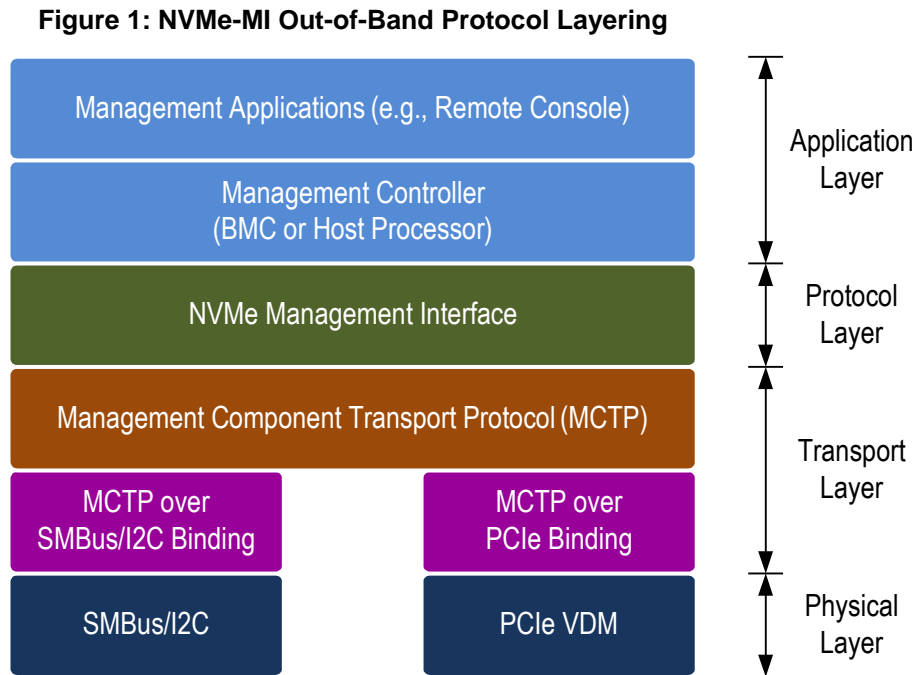 Figure 1: NVMe-MI Out-of-Band Protocol Layering
Management Applications (e.g., Remote Console)
Management Controller
(BMC or Host Processor)
Application
Layer
NVMe Management Interface
Protocol
Layer
Management Component Transport Protocol (MCTP)
MCTP over
SMBus/I2C Binding
MCTP over
PCIe Binding
Transport
Layer
SMBus/I2C
PCIe VDM
Physical
Layer